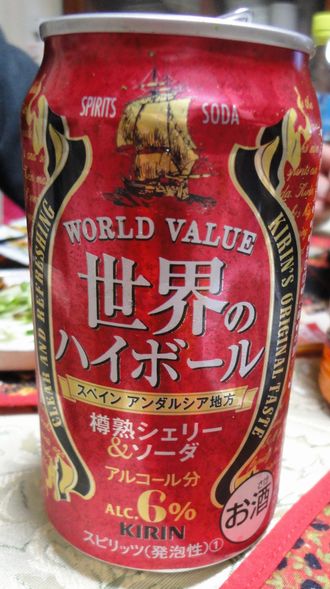 SPIRITS SODA
WORLD VALUE
世界の
ハイボール
スペイン アンダルシア地方
樽熟シェリー
&ソーダ
アルコール分
ALC.6%
KIRIN
スピリッツ(発泡性)①
おさけ
お酒
CLEAR AND REFRESHING
KIRIN'S ORIGINAL TASTE